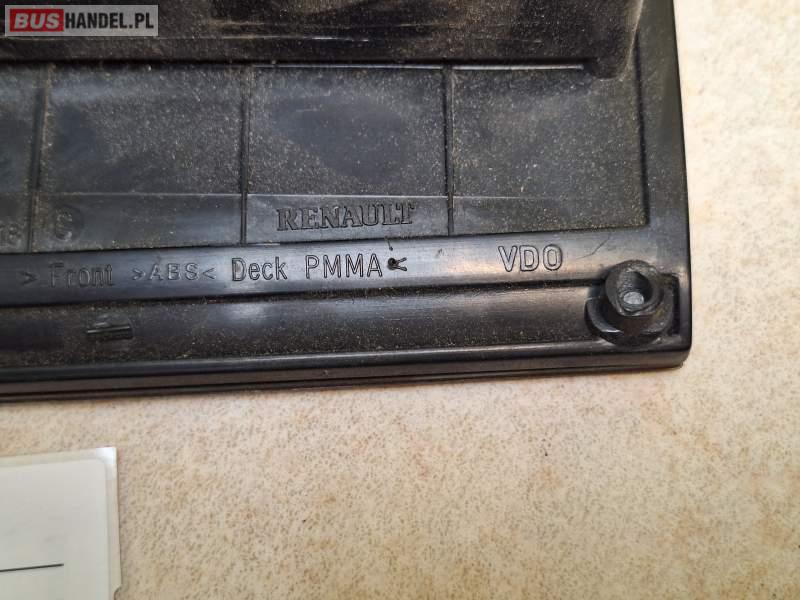 BUSHANDEL.PL
RENAULT
> Front >ABS< Deck PMMA< VDO